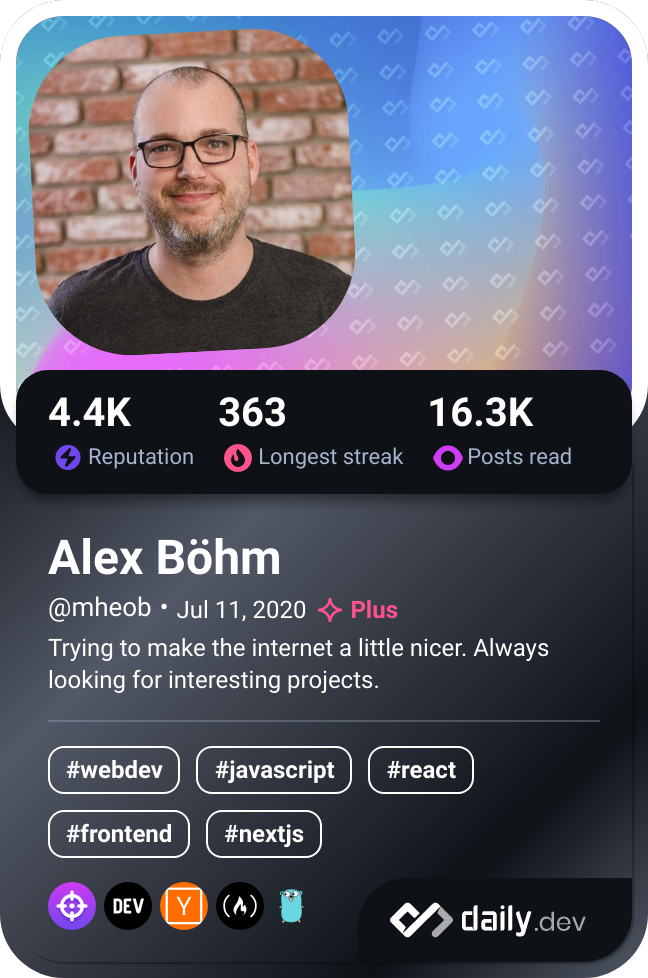 4.4K 363 16.3K
Reputation Longest streak Posts read
Alex Böhm
@mheob • Jul 11, 2020 Plus
Trying to make the internet a little nicer. Always
looking for interesting projects.
#webdev #javascript #react
#frontend #nextjs
DEV Y
daily.dev